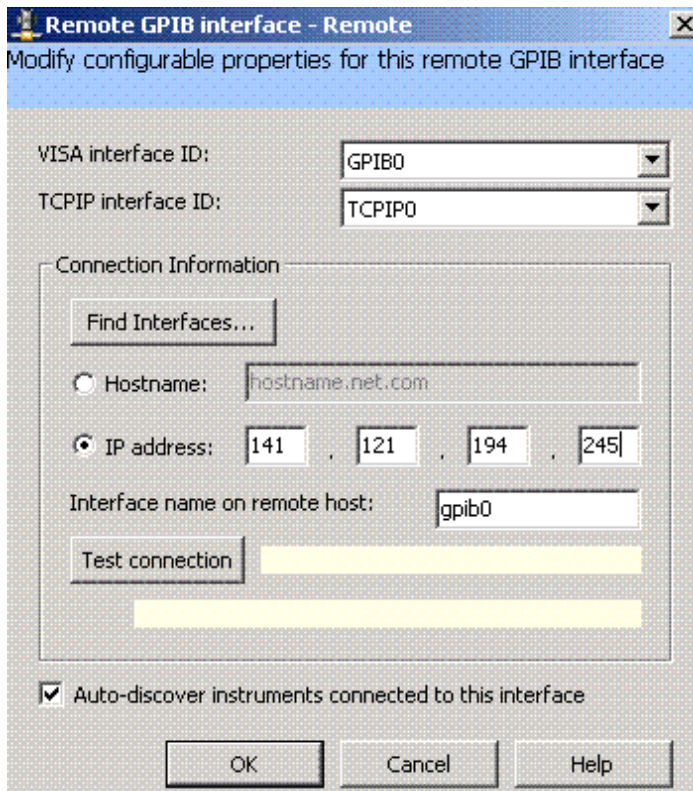 Remote GPIB interface - Remote
Modify configurable properties for this remote GPIB interface
VISA interface ID: GPIB0
TCPIP interface ID: TCPIP0
Connection Information
Find Interfaces...
Hostname: hostname.net.com
IP address: 141 . 121 . 194 . 245
Interface name on remote host: gpib0
Test connection
Auto-discover instruments connected to this interface
OK Cancel Help